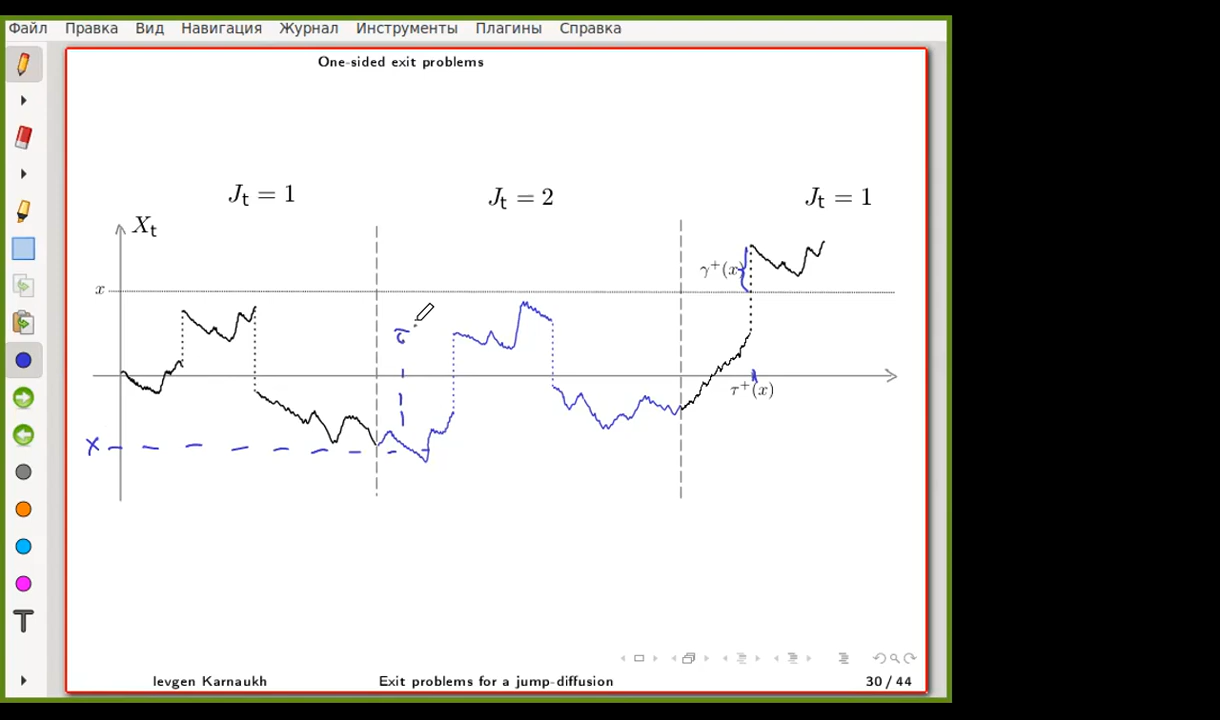 Файл Правка Вид Навигация Журнал Инструменты Плагины Справка
One-sided exit problems
J_t = 1 J_t = 2 J_t = 1
X_t
γ⁺(x)
x
τ⁺(x)
x
Ievgen Karnaukh Exit problems for a jump-diffusion 30 / 44